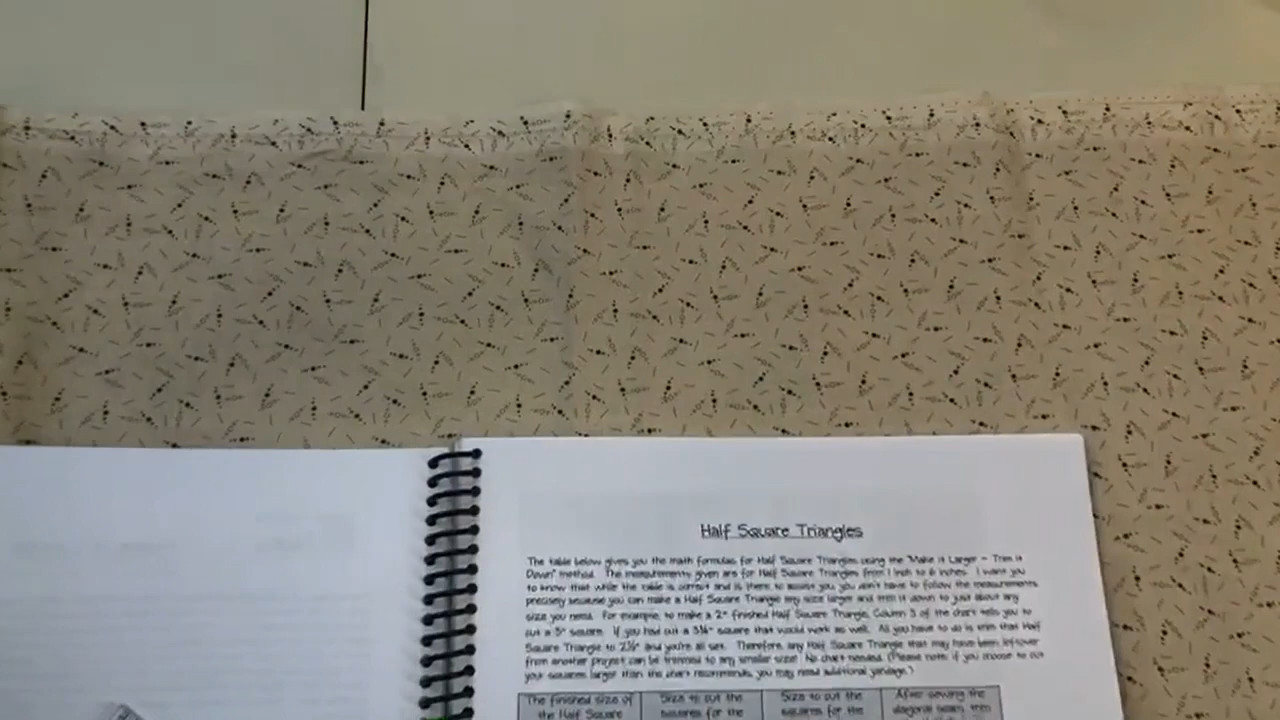 Half Square Triangles
The table below gives you the math formulas for Half Square Triangles using the "Make it Larger - Trim it
Down" method. The measurements given are for Half Square Triangles from 1 inch to 6 inches. I want you
to know that while the table is correct and is there to assist you, you don't have to follow the measurements
precisely because you can make a Half Square Triangle any size larger and trim it down to just about any
size you need. For example, to make a 2" finished Half Square Triangle, Column 3 of the chart tells you to
cut a 3" square. If you had cut a square that would work as well. All you have to do is trim that Half
Square Triangle to 2½" and you're all set. Therefore, any Half Square Triangle that may have been leftover
from another project can be trimmed to any smaller size! No chart needed. (Please note: if you choose to cut
your squares larger than the chart recommends, you may need additional yardage.)
The finished size of Size to cut the Size to cut the After sewing the
the Half Square squares for the squares for the diagonal seam, trim